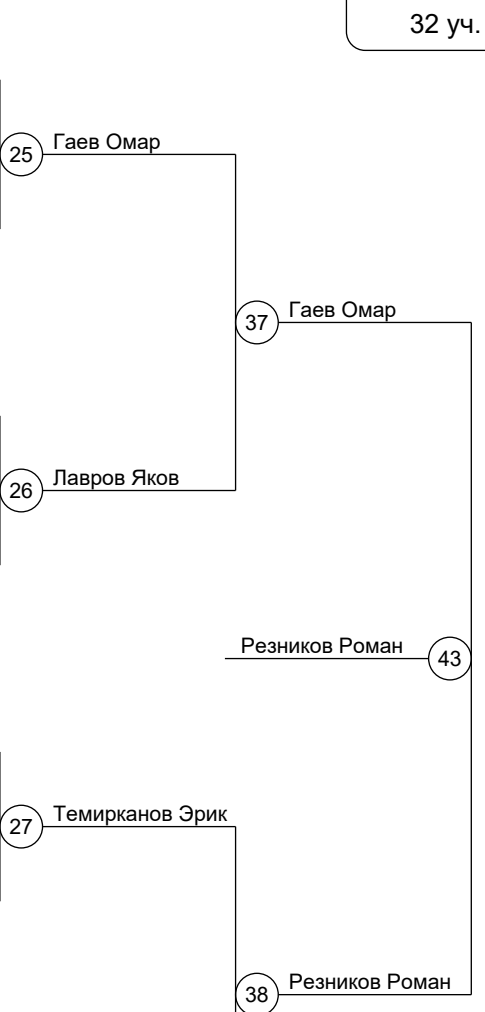 32 уч.
25 Гаев Омар
37 Гаев Омар
26 Лавров Яков
Резников Роман 43
27 Темирканов Эрик
38 Резников Роман